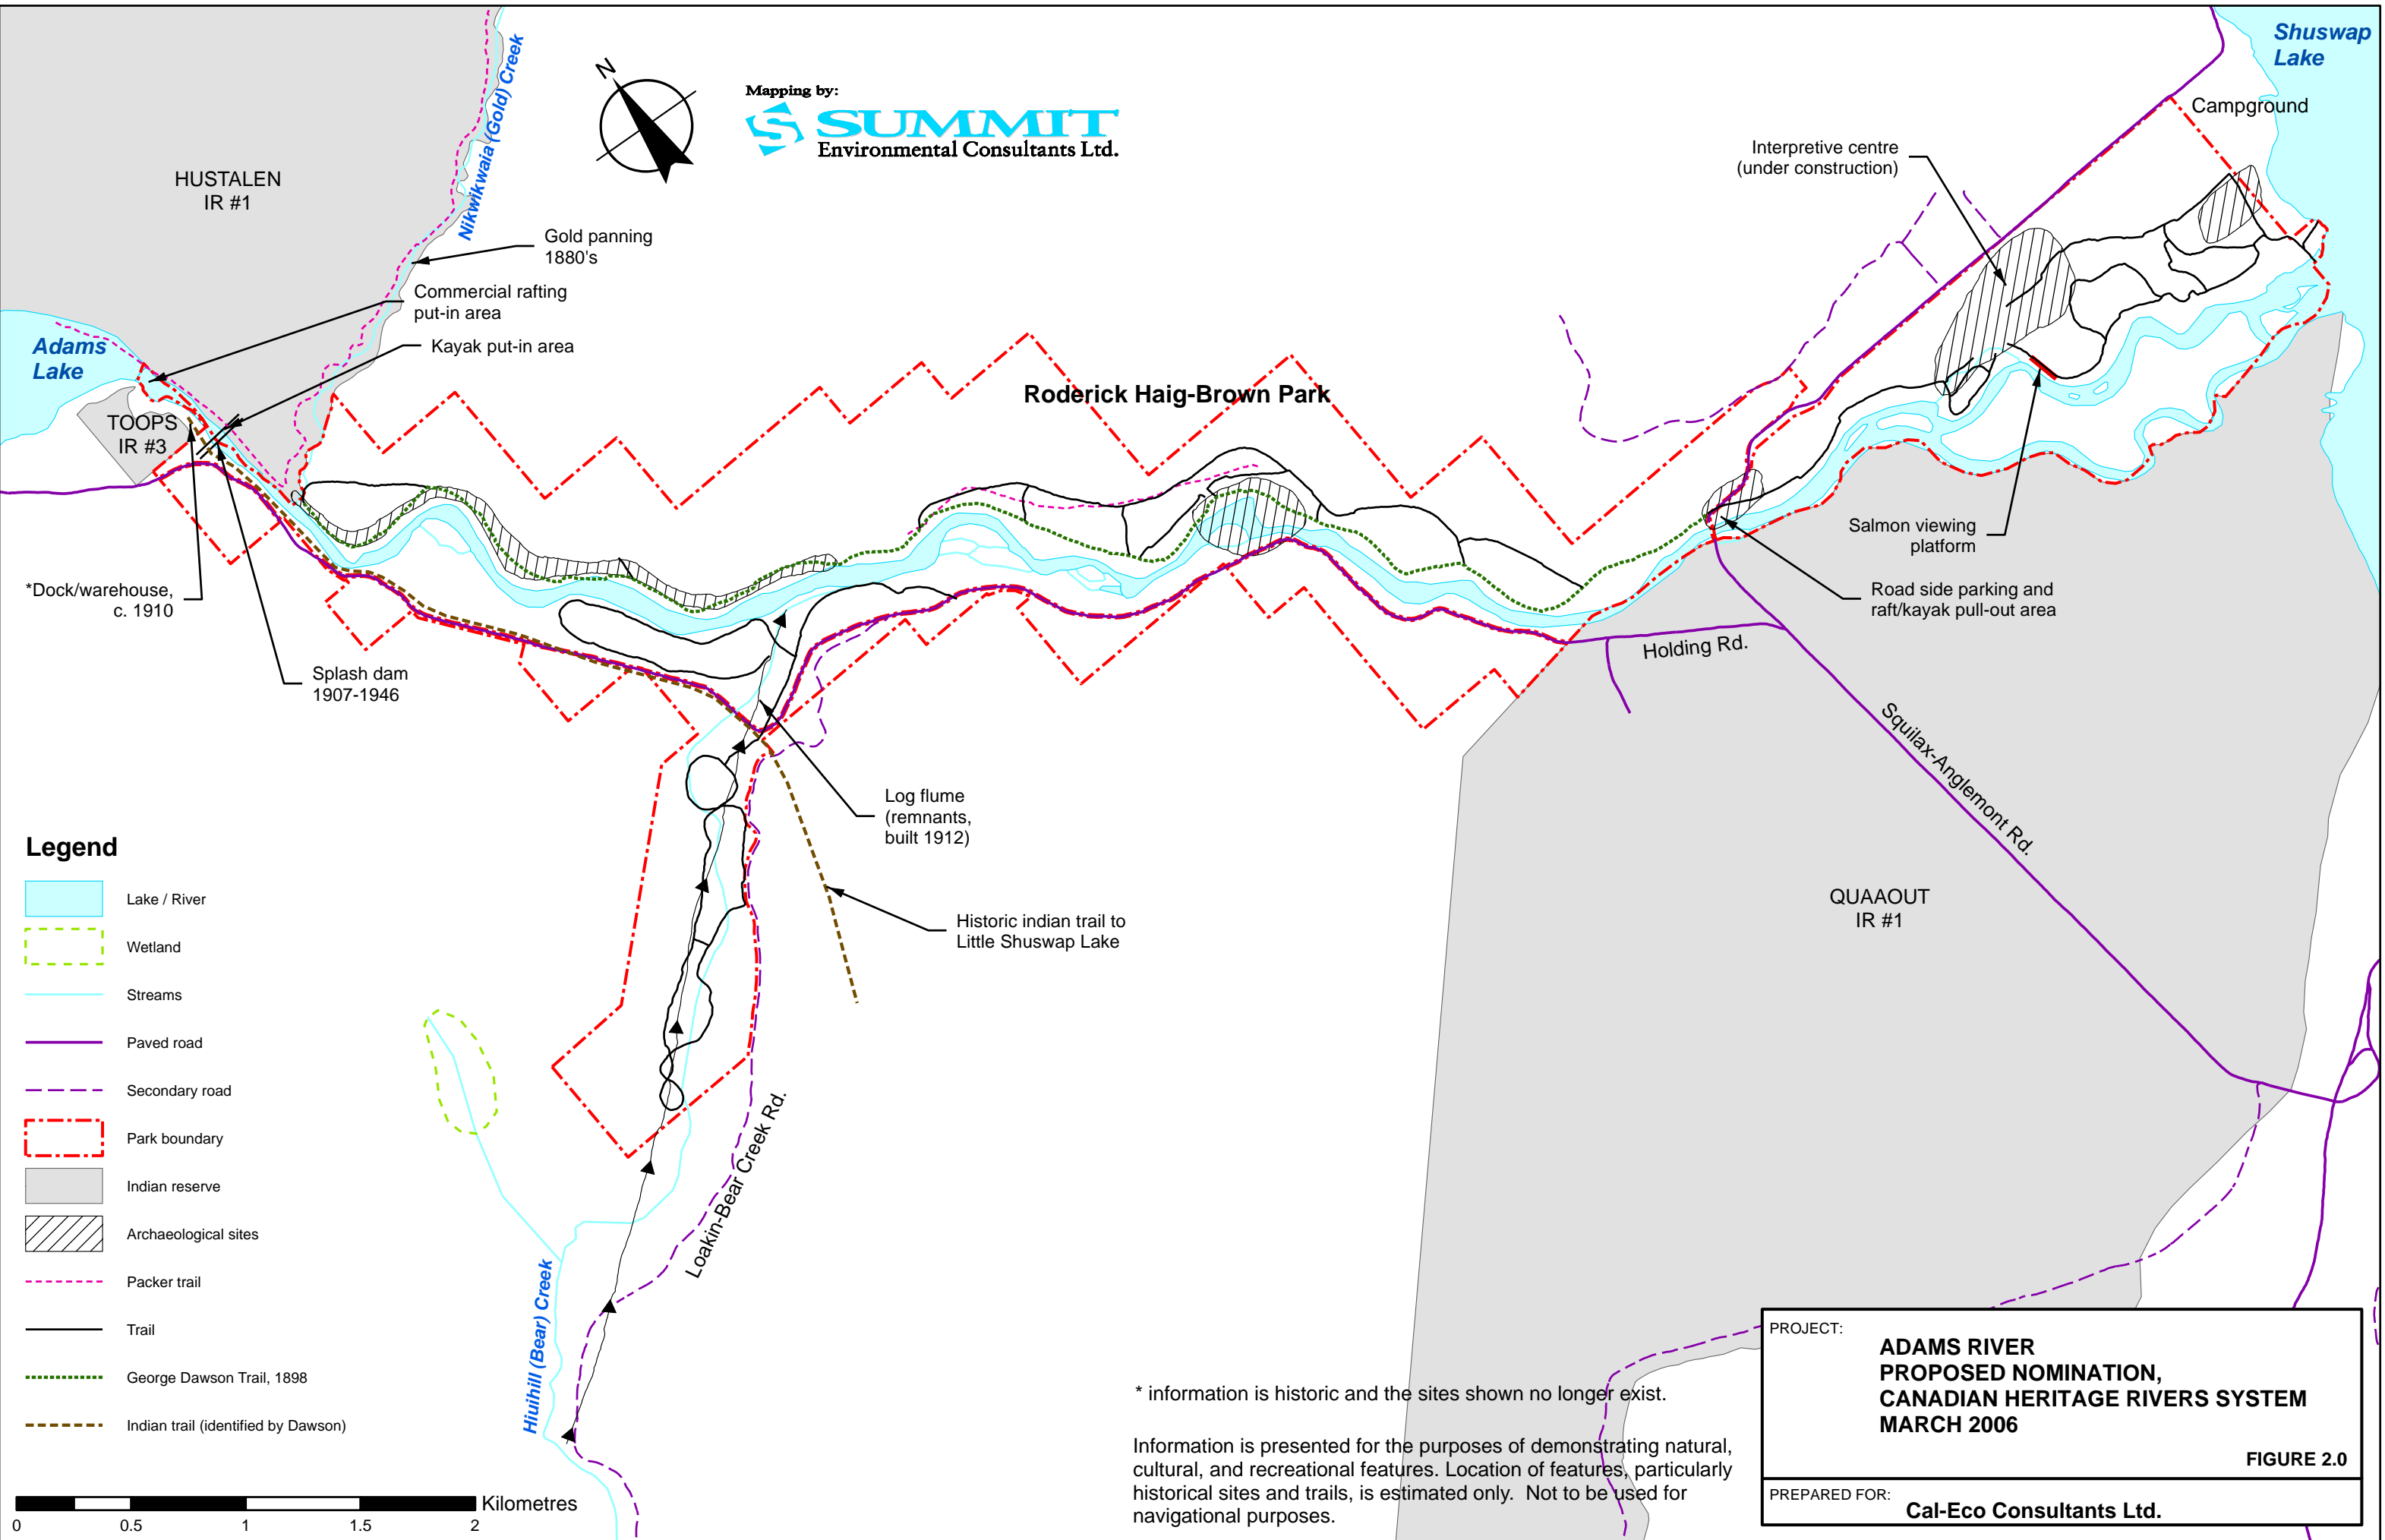 Shuswap
Lake
Campground
N
Mapping by:
S SUMMIT
Environmental Consultants Ltd.
Interpretive centre
(under construction)
HUSTALEN
IR #1
Nikwikwaia (Gold) Creek
Gold panning
1880's
Commercial rafting
put-in area
Kayak put-in area
Adams
Lake
TOOPS
IR #3
Roderick Haig-Brown Park
*Dock/warehouse,
c. 1910
Splash dam
1907-1946
Salmon viewing
platform
Road side parking and
raft/kayak pull-out area
Holding Rd.
Squilax-Anglemont Rd.
Log flume
(remnants,
built 1912)
Historic indian trail to
Little Shuswap Lake
QUAAOUT
IR #1
Loakin-Bear Creek Rd.
Hiuihill (Bear) Creek
Legend
Lake / River
Wetland
Streams
Paved road
Secondary road
Park boundary
Indian reserve
Archaeological sites
Packer trail
Trail
George Dawson Trail, 1898
Indian trail (identified by Dawson)
Kilometres
0 0.5 1 1.5 2
* information is historic and the sites shown no longer exist.
Information is presented for the purposes of demonstrating natural,
cultural, and recreational features. Location of features, particularly
historical sites and trails, is estimated only. Not to be used for
navigational purposes.
PROJECT:
ADAMS RIVER
PROPOSED NOMINATION,
CANADIAN HERITAGE RIVERS SYSTEM
MARCH 2006
FIGURE 2.0
PREPARED FOR:
Cal-Eco Consultants Ltd.